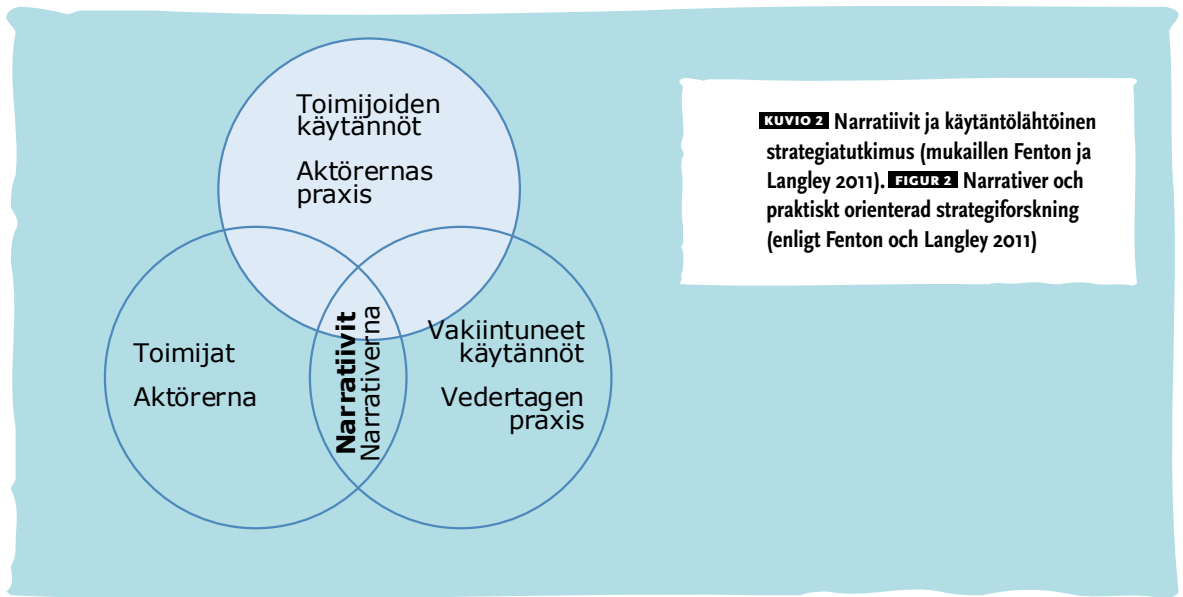 Toimijoiden
käytännöt
Aktörernas
praxis
Toimijat
Aktörerna
Narratiivit
Narrativerna
Vakiintuneet
käytännöt
Vedertagen
praxis
KUVIO 2 Narratiivit ja käytäntölähtöinen
strategiatutkimus (mukaillen Fenton ja
Langley 2011). FIGUR 2 Narrativer och
praktiskt orienterad strategiforskning
(enligt Fenton och Langley 2011)